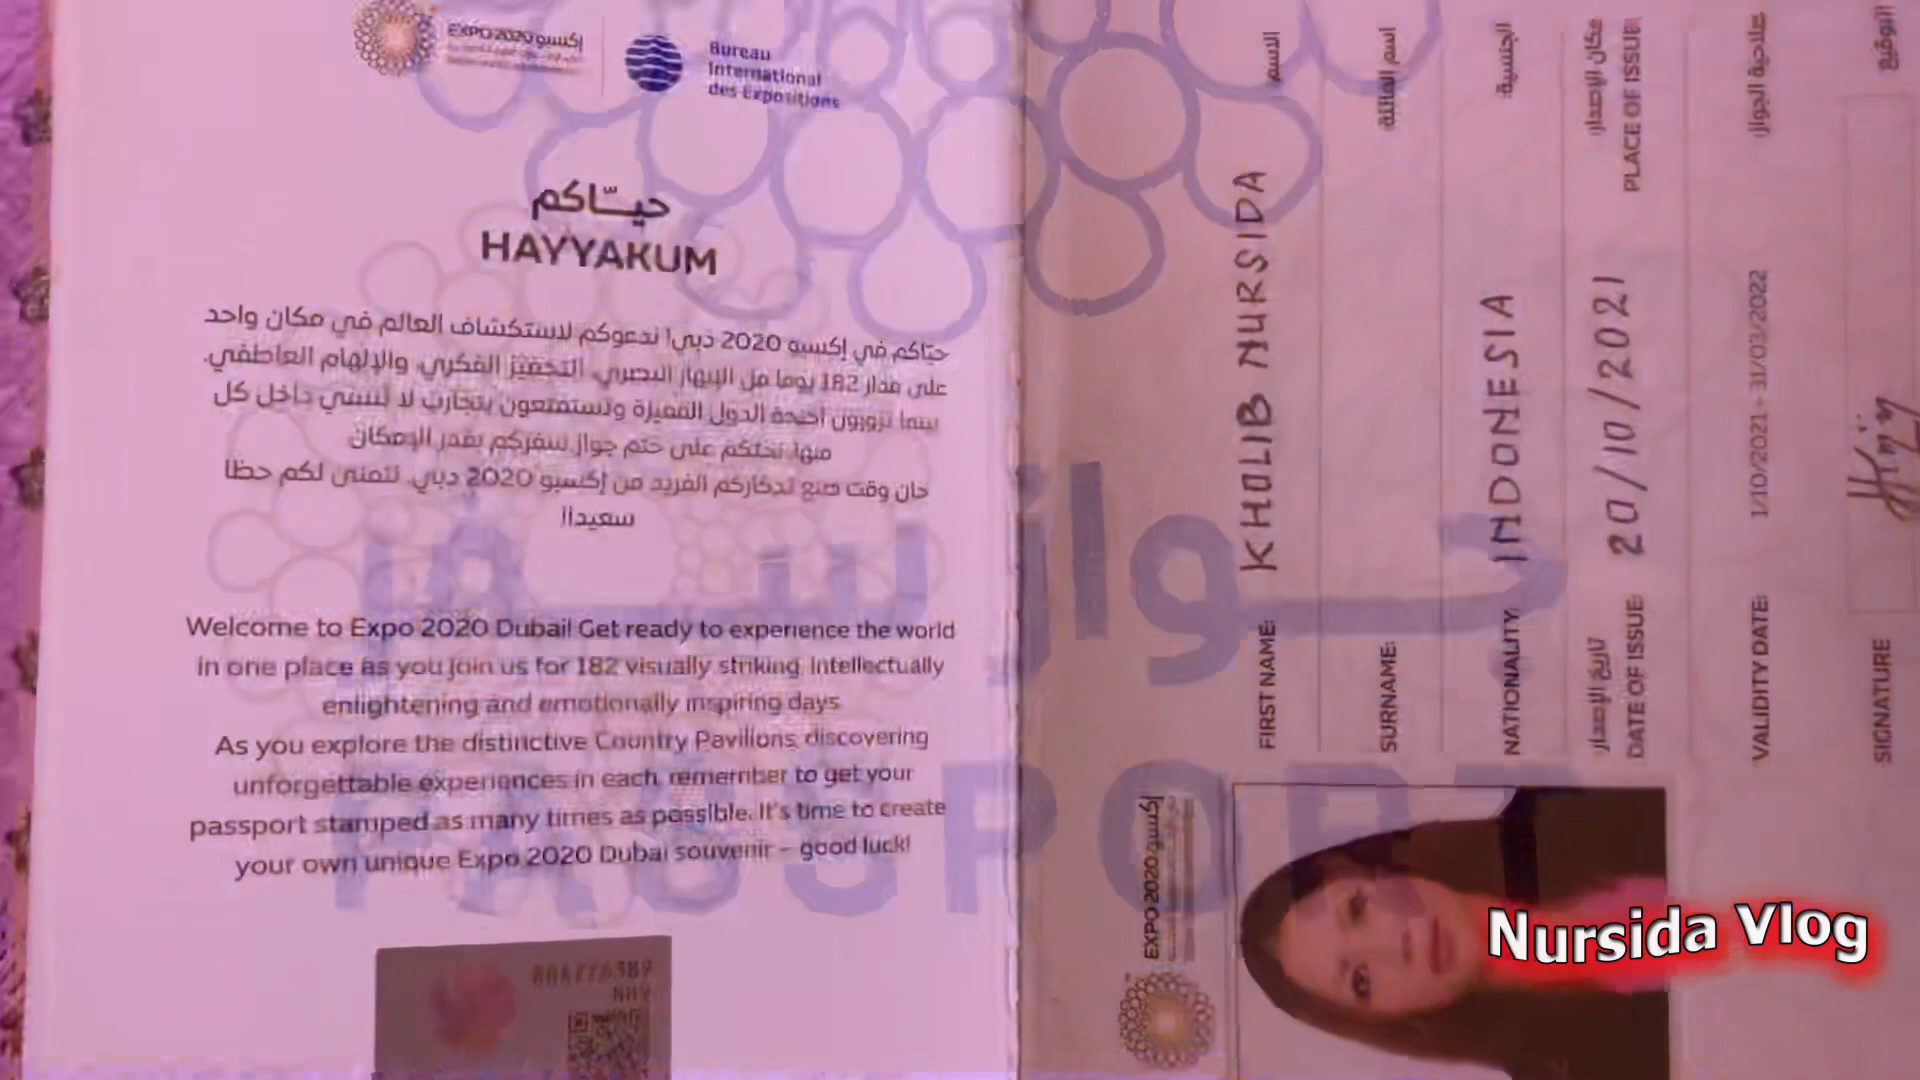 EXPO 2020 إكسبو
Bureau
International
des Expositions
حيّاكم
HAYYAKUM
حيّاكم في إكسبو 2020 دبي! ندعوكم لاستكشاف العالم في مكان واحد
على مدار 182 يوما من الإبهار البصري، التحفيز الفكري، والإلهام العاطفي.
بينما تزورون أجنحة الدول المميزة وتستمتعون بتجارب لا تنسى داخل كل
منها، نحثكم على ختم جواز سفركم بقدر الإمكان
حان وقت صنع تذكاركم الفريد من إكسبو 2020 دبي. نتمنى لكم حظا
سعيدا!
Welcome to Expo 2020 Dubai! Get ready to experience the world
in one place as you join us for 182 visually striking, intellectually
enlightening and emotionally inspiring days
As you explore the distinctive Country Pavilions, discovering
unforgettable experiences in each, remember to get your
passport stamped as many times as possible. It's time to create
your own unique Expo 2020 Dubai souvenir – good luck!
جواز سفر
PASSPORT
FIRST NAME: KHOLIB NURSIDA الاسم
SURNAME: اسم العائلة
NATIONALITY: INDONESIA الجنسية:
تاريخ الإصدار مكان الإصدار
DATE OF ISSUE: 20/10/2021 PLACE OF ISSUE:
VALIDITY DATE: 1/10/2021 - 31/03/2022 صلاحية الجواز
SIGNATURE التوقيع
EXPO 2020 إكسبو
Nursida Vlog